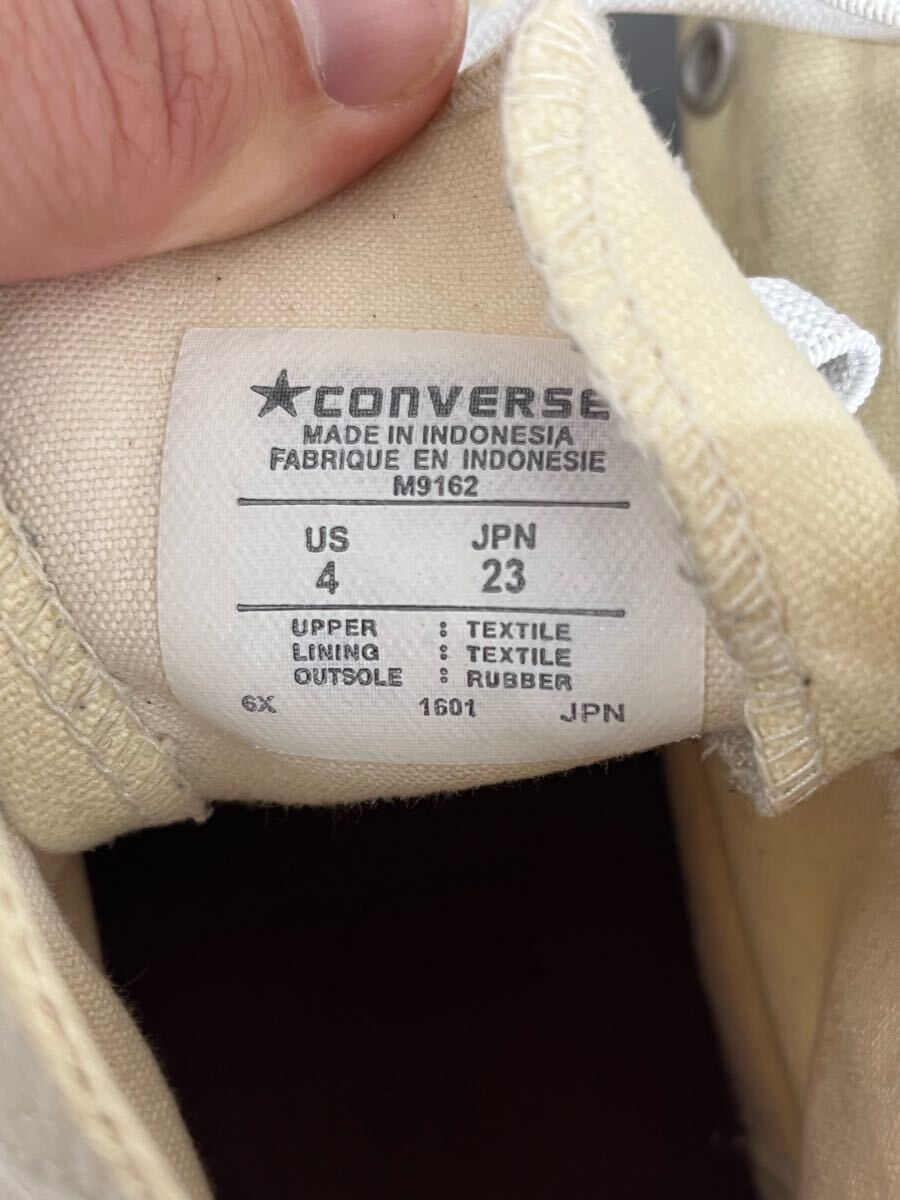 CONVERSE
MADE IN INDONESIA
FABRIQUE EN INDONESIE
M9162
US JPN
4 23
UPPER : TEXTILE
LINING : TEXTILE
OUTSOLE : RUBBER
6X 1601 JPN